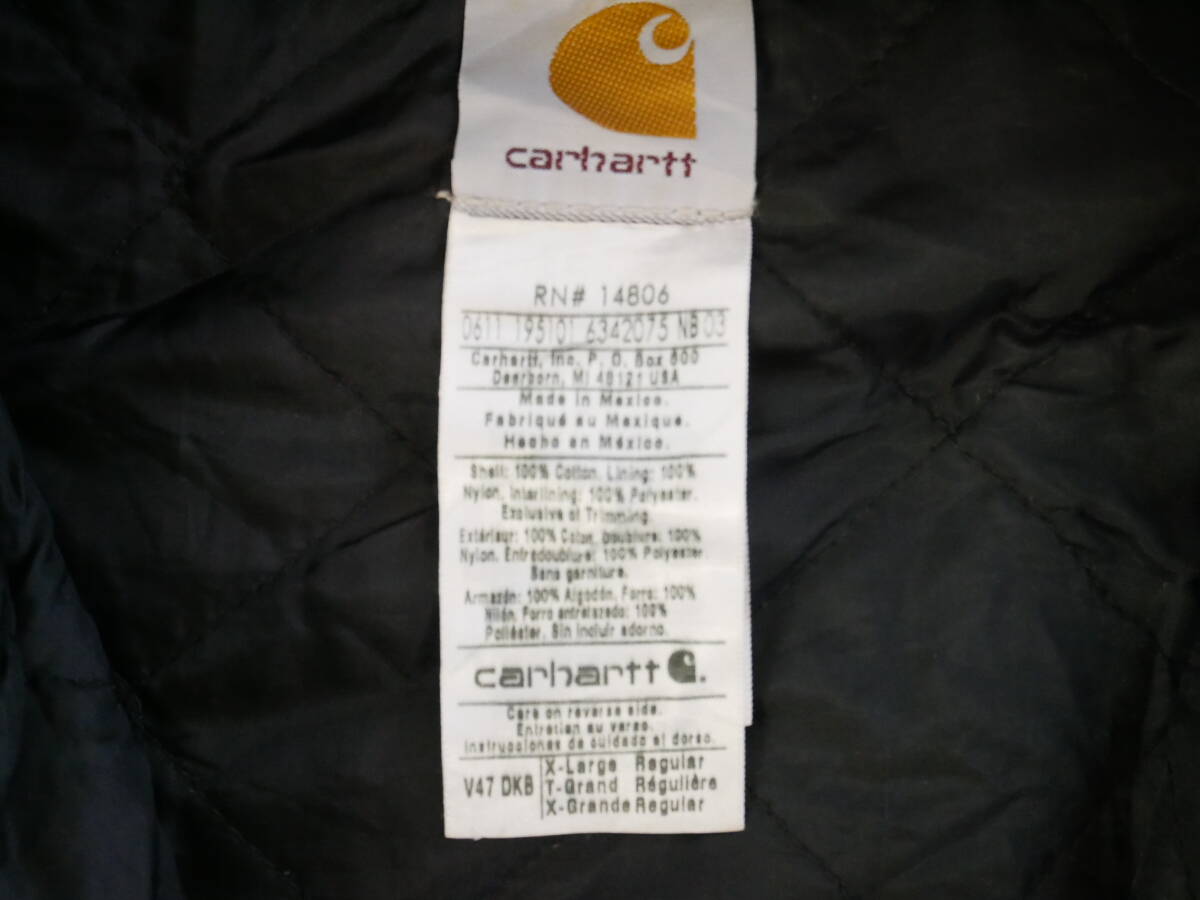 carhartt
RN# 14806
0611 195101 6342075 NB 03
Carhartt, Inc. P. O. Box 600
Dearborn, MI 48121 USA
Made in Mexico.
Fabriqué au Mexique.
Hecho en México.
Shell: 100% Cotton. Lining: 100%
Nylon. Interlining: 100% Polyester.
Exclusive of Trimming.
Extérieur: 100% Coton. Doublure: 100%
Nylon. Entredoublure: 100% Polyester.
Sans garniture.
Armazón: 100% Algodón. Forro: 100%
Nilón. Forro entrelazado: 100%
Poliéster. Sin incluir adorno.
carhartt
Care on reverse side.
Entretien au verso.
Instrucciones de cuidado al dorso.
V47 DKB
X-Large Regular
T-Grand Régulière
X-Grande Regular